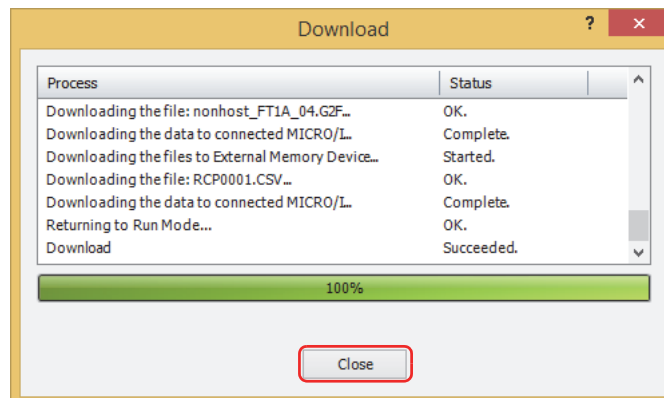 Download ? ×
Process Status
Downloading the file: nonhost_FT1A_04.G2F... OK.
Downloading the data to connected MICRO/I... Complete.
Downloading the files to External Memory Device... Started.
Downloading the file: RCP0001.CSV... OK.
Downloading the data to connected MICRO/I... Complete.
Returning to Run Mode... OK.
Download Succeeded.
100%
Close